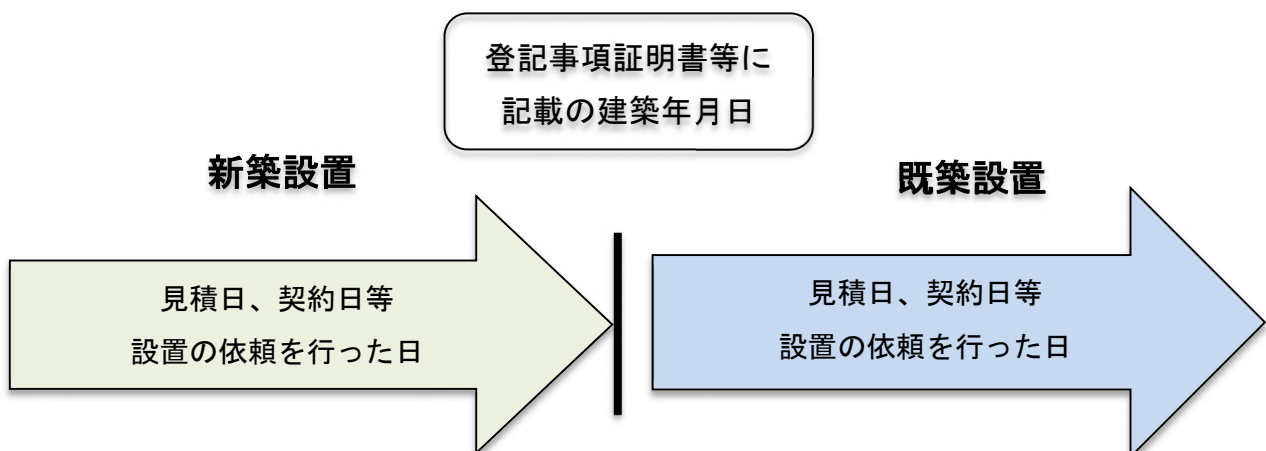 登記事項証明書等に
記載の建築年月日
新築設置
既築設置
見積日、契約日等
設置の依頼を行った日
見積日、契約日等
設置の依頼を行った日